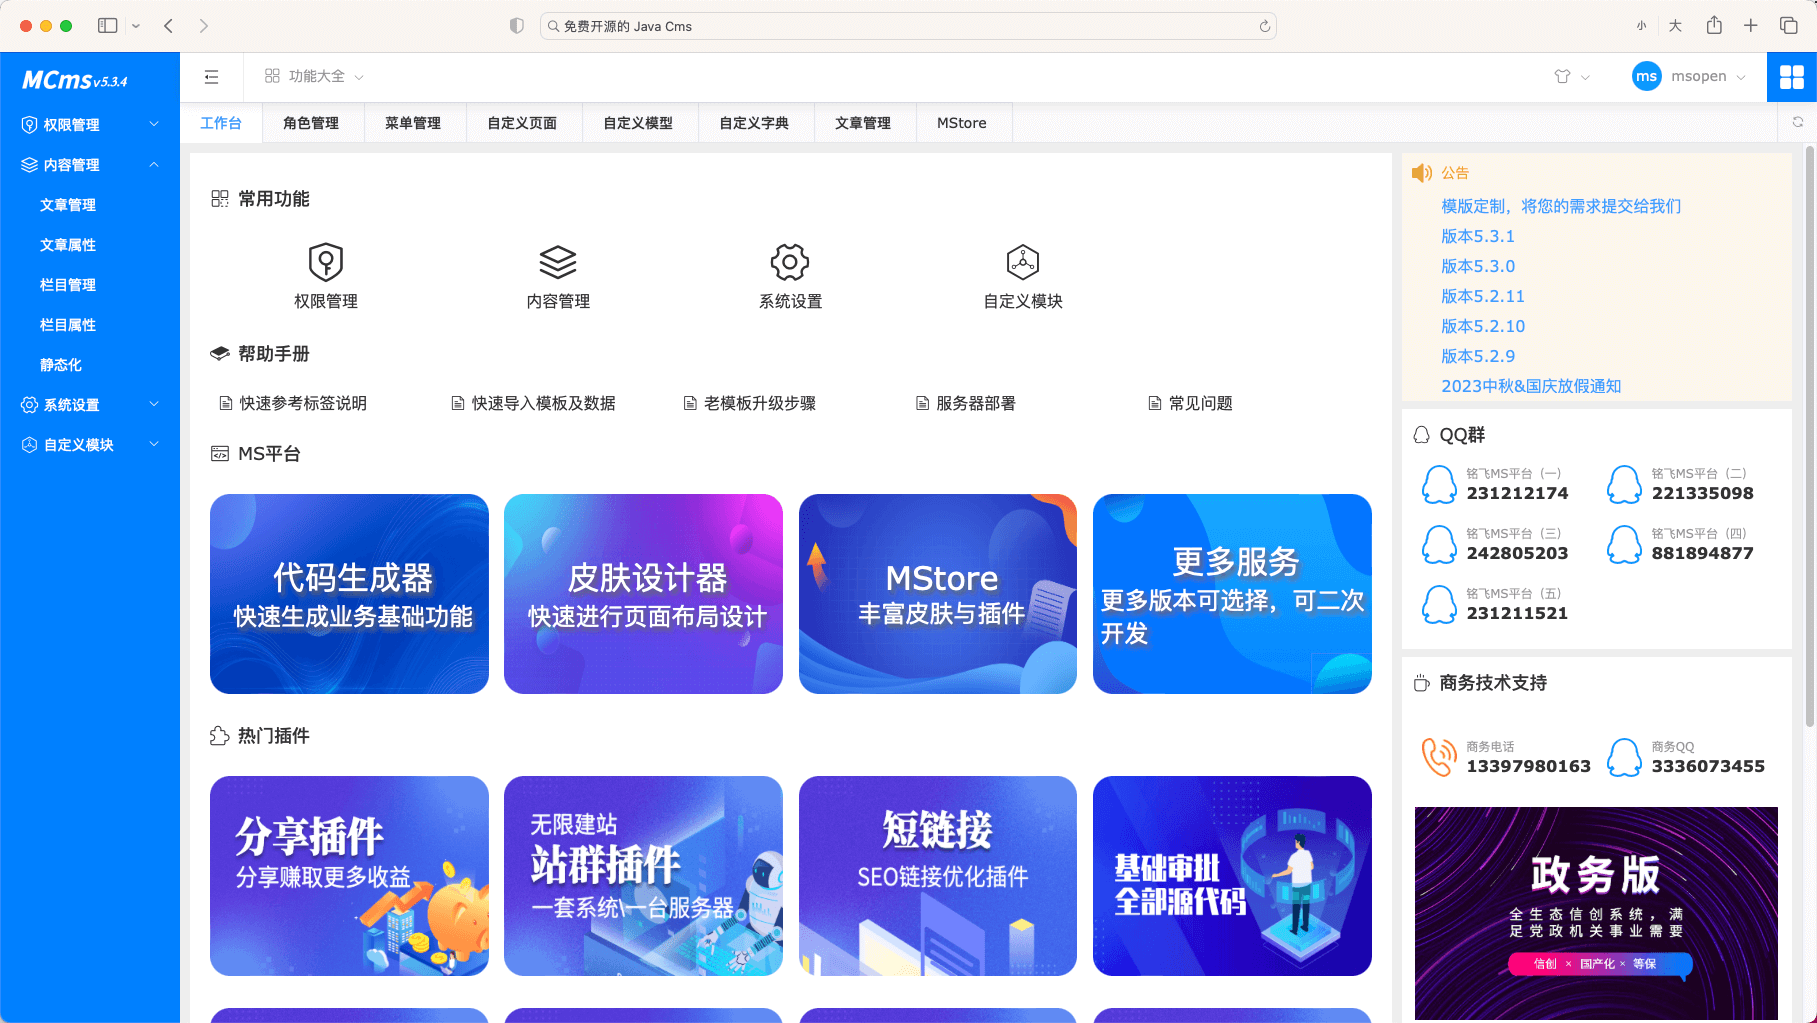 免费开源的 Java Cms
小
大
MCms v5.3.4
功能大全
ms
msopen
权限管理
内容管理
文章管理
文章属性
栏目管理
栏目属性
静态化
系统设置
自定义模块
工作台
角色管理
菜单管理
自定义页面
自定义模型
自定义字典
文章管理
MStore
常用功能
权限管理
内容管理
系统设置
自定义模块
帮助手册
快速参考标签说明
快速导入模板及数据
老模板升级步骤
服务器部署
常见问题
MS平台
代码生成器
快速生成业务基础功能
皮肤设计器
快速进行页面布局设计
MStore
丰富皮肤与插件
更多服务
更多版本可选择，可二次
开发
热门插件
分享插件
分享赚取更多收益
无限建站
站群插件
一套系统\一台服务器
短链接
SEO链接优化插件
基础审批
全部源代码
公告
模版定制，将您的需求提交给我们
版本5.3.1
版本5.3.0
版本5.2.11
版本5.2.10
版本5.2.9
2023中秋&国庆放假通知
QQ群
铭飞MS平台（一）
231212174
铭飞MS平台（二）
221335098
铭飞MS平台（三）
242805203
铭飞MS平台（四）
881894877
铭飞MS平台（五）
231211521
商务技术支持
商务电话
13397980163
商务QQ
3336073455
政务版
全生态信创系统，满
足党政机关事业需要
信创 × 国产化 × 等保